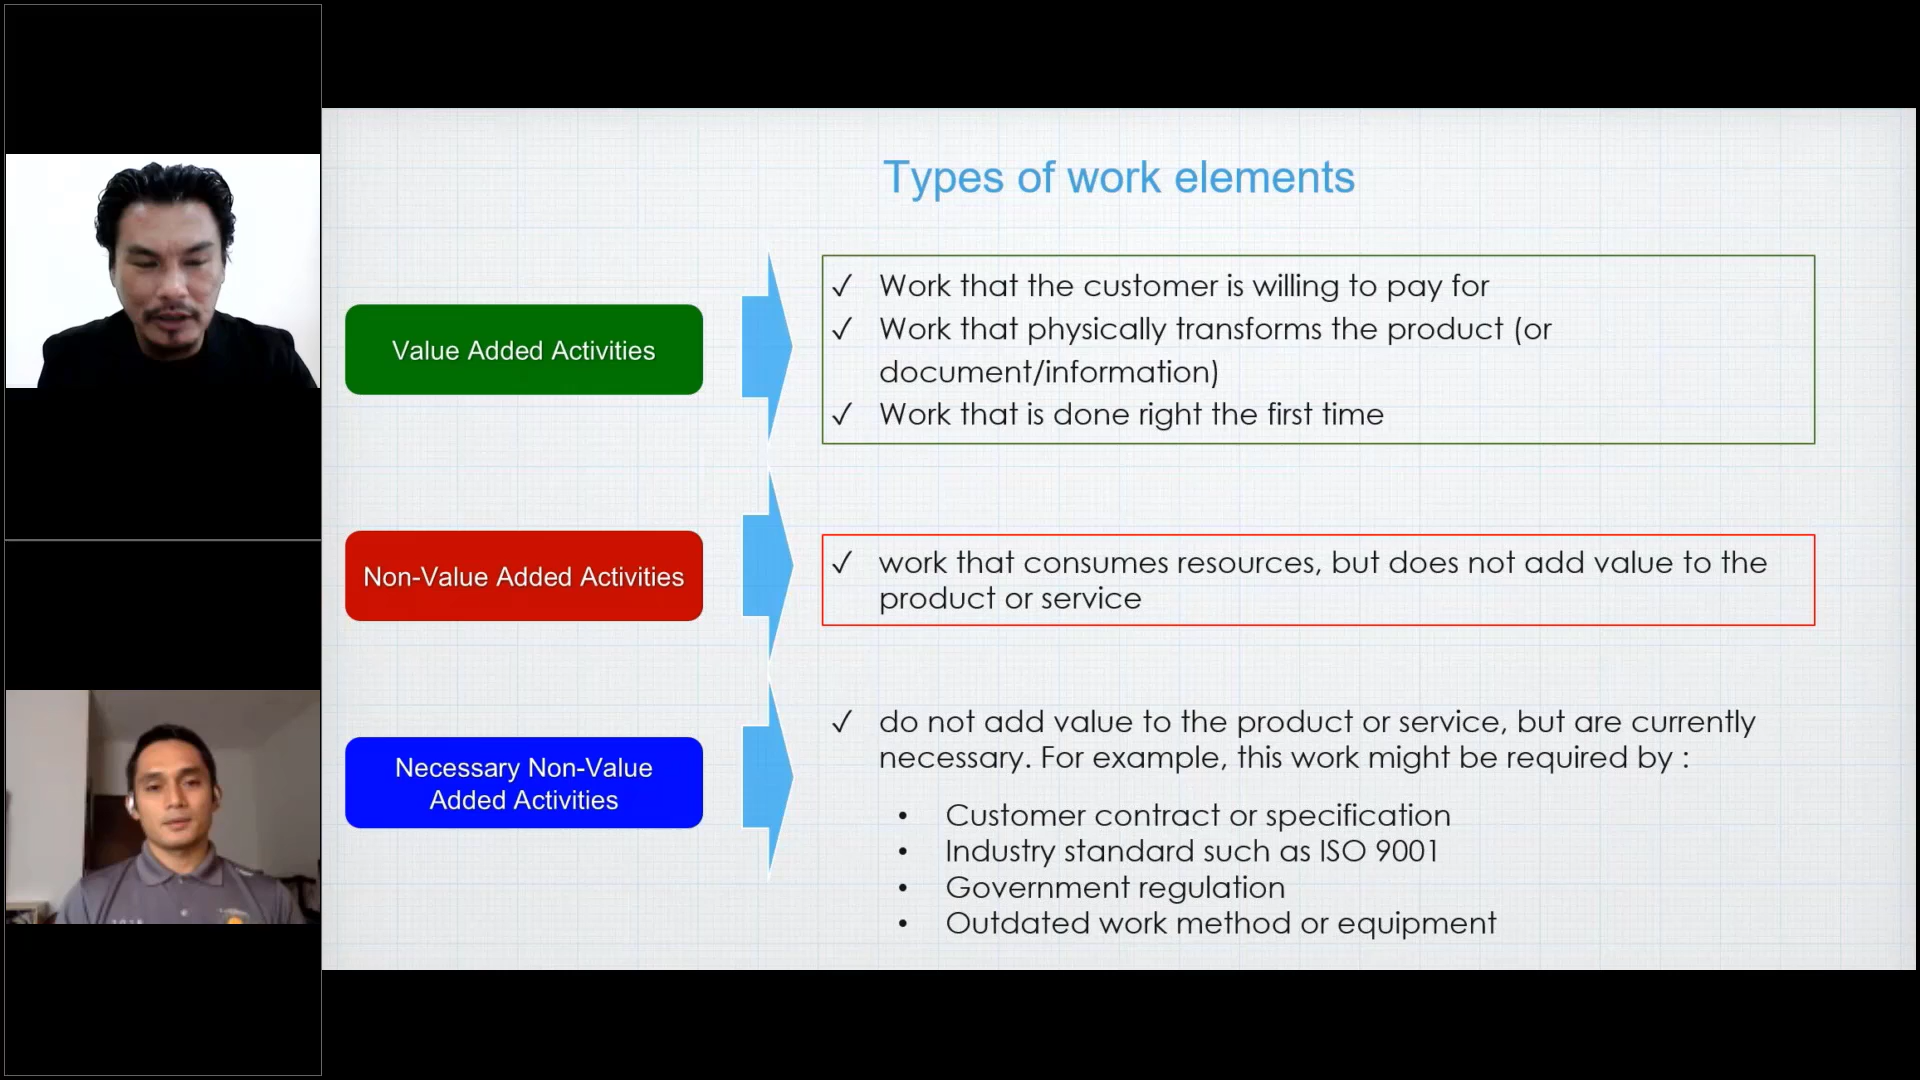 Types of work elements
Value Added Activities
✓ Work that the customer is willing to pay for
✓ Work that physically transforms the product (or
document/information)
✓ Work that is done right the first time
Non-Value Added Activities
✓ work that consumes resources, but does not add value to the
product or service
Necessary Non-Value
Added Activities
✓ do not add value to the product or service, but are currently
necessary. For example, this work might be required by :
• Customer contract or specification
• Industry standard such as ISO 9001
• Government regulation
• Outdated work method or equipment